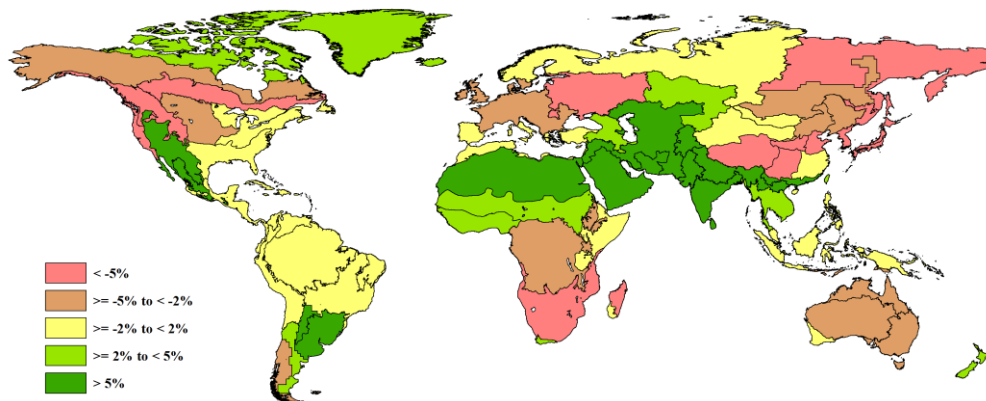 < -5%
>= -5% to < -2%
>= -2% to < 2%
>= 2% to < 5%
> 5%